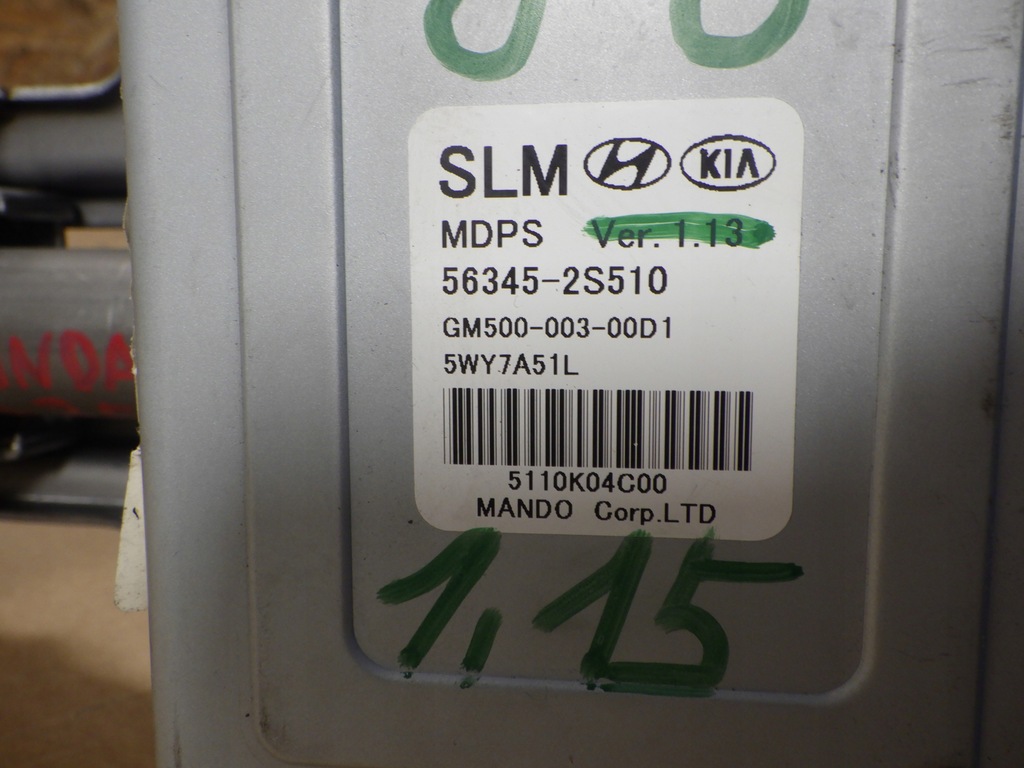 SLM KIA
MDPS Ver. 1.13
56345-2S510
GM500-003-00D1
5WY7A51L
5110K04C00
MANDO Corp.LTD
1,15